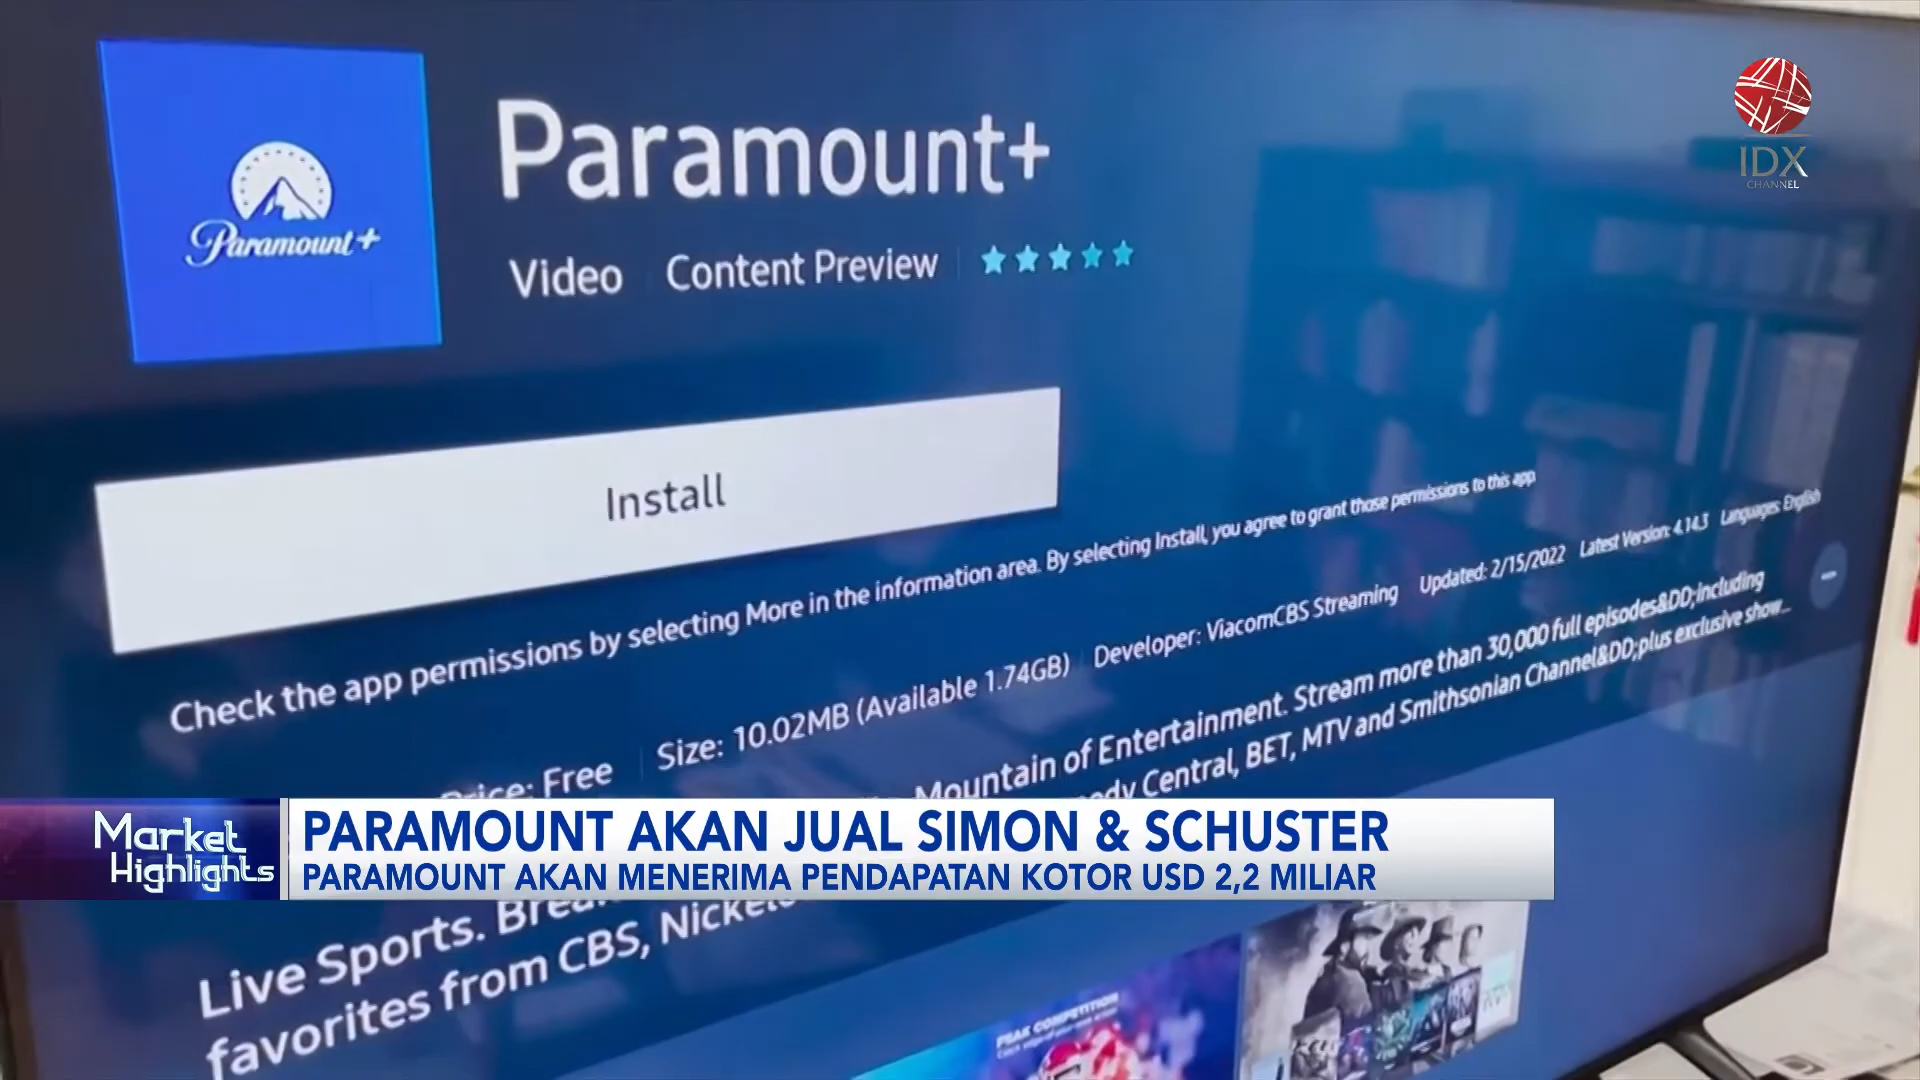 Paramount+
IDX
CHANNEL
Paramount+
Video Content Preview
Install
Check the app permissions by selecting More in the information area. By selecting Install, you agree to grant those permissions to this app.
Price: Free Size: 10.02MB (Available 1.74GB) Developer: ViacomCBS Streaming Updated: 2/15/2022 Latest Version: 4.14.3 Languages: English
Mountain of Entertainment. Stream more than 30,000 full episodes&DD;including
Live Sports.
Central, BET, MTV and Smithsonian Channel&DD;plus exclusive show...
favorites from CBS,
Market
Highlights
PARAMOUNT AKAN JUAL SIMON & SCHUSTER
PARAMOUNT AKAN MENERIMA PENDAPATAN KOTOR USD 2,2 MILIAR
PEAK COMPETITION